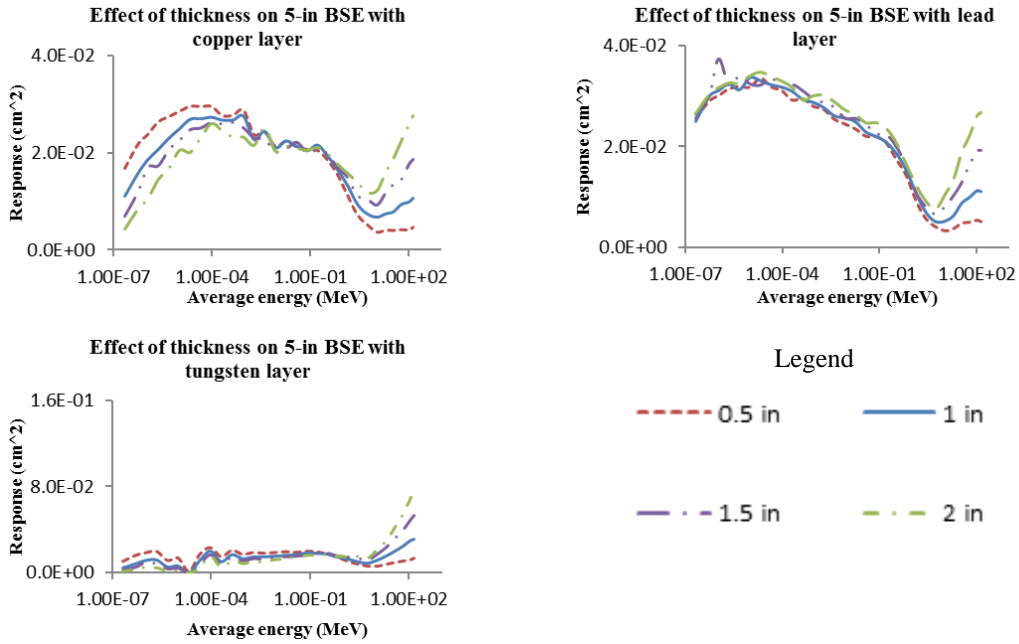 Effect of thickness on 5-in BSE with
copper layer
Response (cm^2)
4.0E-02
2.0E-02
0.0E+00
1.00E-07
1.00E-04
1.00E-01
1.00E+02
Average energy (MeV)
Effect of thickness on 5-in BSE with lead
layer
Response (cm^2)
4.0E-02
2.0E-02
0.0E+00
1.00E-07
1.00E-04
1.00E-01
1.00E+02
Average energy (MeV)
Effect of thickness on 5-in BSE with
tungsten layer
Response (cm^2)
1.6E-01
8.0E-02
0.0E+00
1.00E-07
1.00E-04
1.00E-01
1.00E+02
Average energy (MeV)
Legend
0.5 in
1 in
1.5 in
2 in